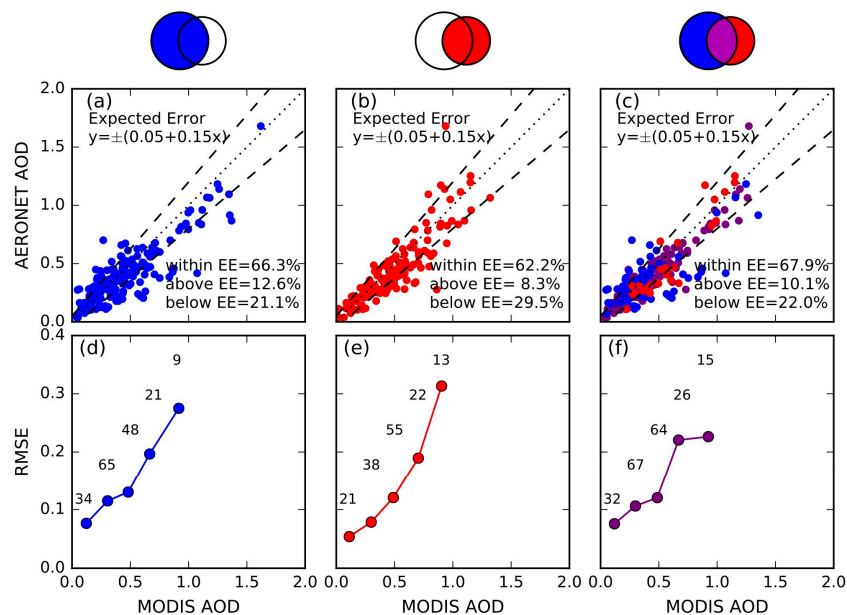 (a)
Expected Error
y=±(0.05+0.15x)
within EE=66.3%
above EE=12.6%
below EE=21.1%
AERONET AOD
2.0
1.5
1.0
0.5
0.0
(b)
Expected Error
y=±(0.05+0.15x)
within EE=62.2%
above EE= 8.3%
below EE=29.5%
(c)
Expected Error
y=±(0.05+0.15x)
within EE=67.9%
above EE=10.1%
below EE=22.0%
(d)
9
21
48
65
34
RMSE
0.4
0.3
0.2
0.1
0.0
0.0 0.5 1.0 1.5 2.0
MODIS AOD
(e)
13
22
55
38
21
0.0 0.5 1.0 1.5 2.0
MODIS AOD
(f)
15
26
64
67
32
0.0 0.5 1.0 1.5 2.0
MODIS AOD